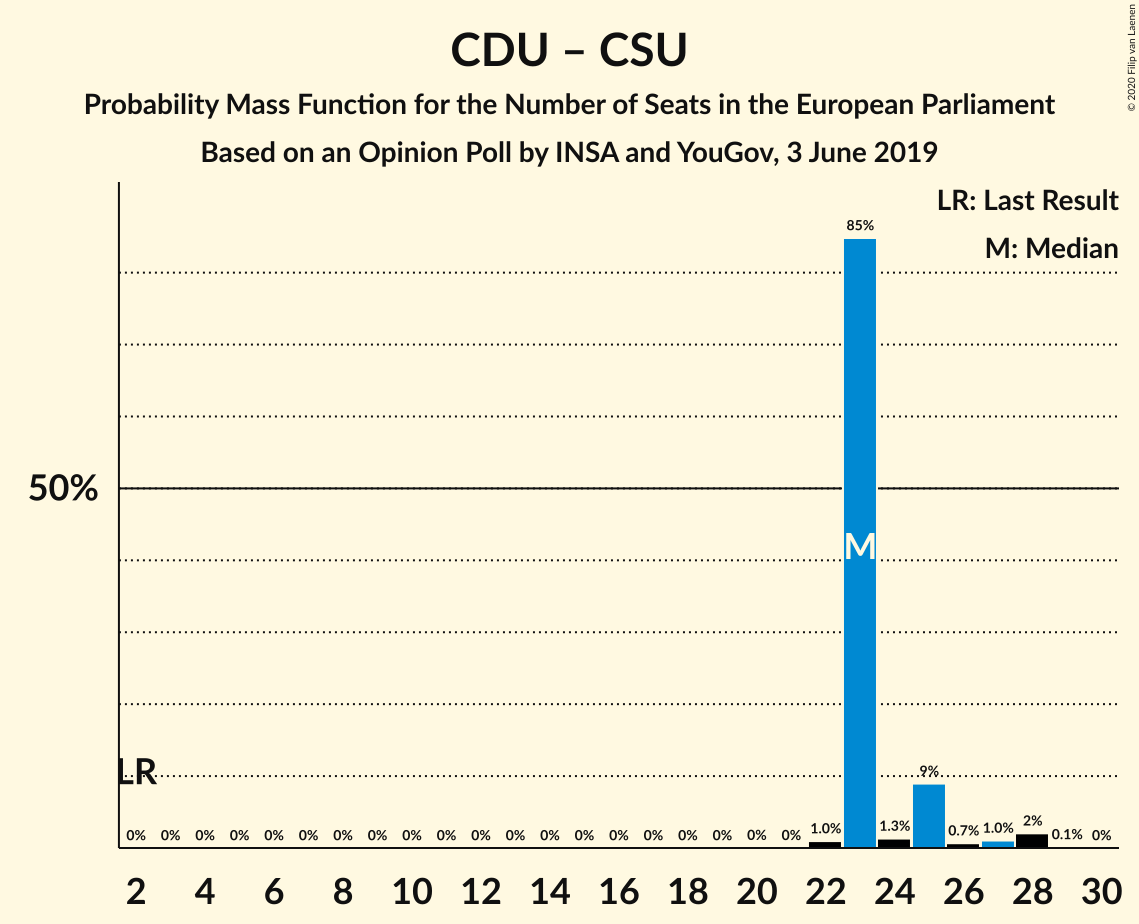 © 2020 Filip van Laenen
CDU – CSU
Probability Mass Function for the Number of Seats in the European Parliament
Based on an Opinion Poll by INSA and YouGov, 3 June 2019
LR: Last Result
M: Median
85%
50%
M
LR
9%
0% 0% 0% 0% 0% 0% 0% 0% 0% 0% 0% 0% 0% 0% 0% 0% 0% 0% 0% 0% 1.0% 1.3% 0.7% 1.0% 2% 0.1% 0%
2 4 6 8 10 12 14 16 18 20 22 24 26 28 30